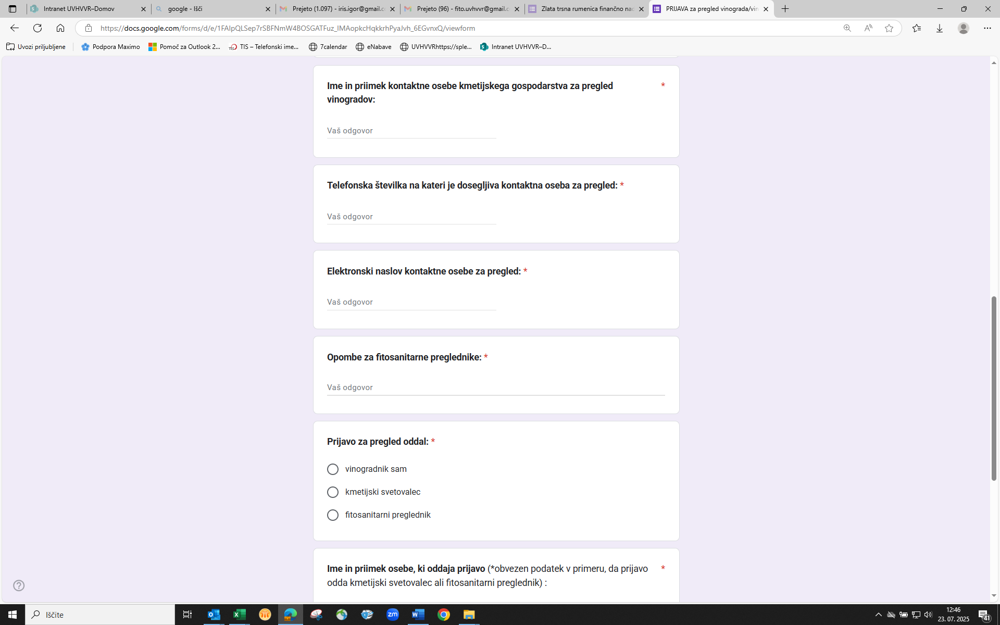 Intranet UVHVVR–Domov
google - Išči
Prejeto (1.097) - iris.igor@gmail.c
Prejeto (96) - fito.uvhvvr@gmail.c
Zlata trsna rumenica finančno nac
PRIJAVA za pregled vinograda/vin
https://docs.google.com/forms/d/e/1FAIpQLSep7rSBFNmW4BOSGATFuz_IMAopkcHqkkrhPyaJvh_6EGvnxQ/viewform
Uvozi priljubljene
Podpora Maximo
Pomoč za Outlook 2...
TIS – Telefonski ime...
7calendar
eNabave
UVHVVRhttps://sple...
Intranet UVHVVR–D...
Ime in priimek kontaktne osebe kmetijskega gospodarstva za pregled *
vinogradov:
Vaš odgovor
Telefonska številka na kateri je dosegljiva kontaktna oseba za pregled: *
Vaš odgovor
Elektronski naslov kontaktne osebe za pregled: *
Vaš odgovor
Opombe za fitosanitarne preglednike: *
Vaš odgovor
Prijavo za pregled oddal: *
vinogradnik sam
kmetijski svetovalec
fitosanitarni preglednik
Ime in priimek osebe, ki oddaja prijavo (*obvezen podatek v primeru, da prijavo *
odda kmetijski svetovalec ali fitosanitarni preglednik) :
Iščite
12:46
23. 07. 2025
41